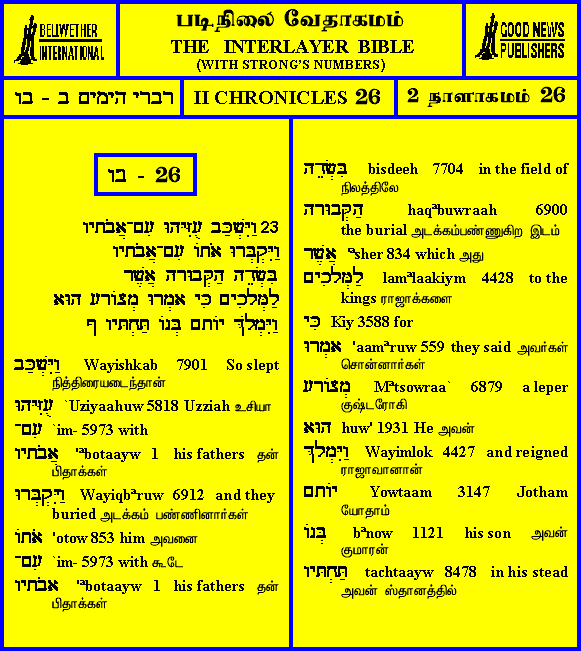 BELLWETHER
INTERNATIONAL
படிநிலை வேதாகமம்
THE INTERLAYER BIBLE
(WITH STRONG'S NUMBERS)
GOOD NEWS
PUBLISHERS
דברי הימים ב - בו
II CHRONICLES 26
2 நாளாகமம் 26
בו - 26
23 וַיִּשְׁכַּב עֻזִּיָּהוּ עִם־אֲבֹתָיו
וַיִּקְבְּרוּ אֹתוֹ עִם־אֲבֹתָיו
בִּשְׂדֵה הַקְּבוּרָה אֲשֶׁר
לַמְּלָכִים כִּי אָמְרוּ מְצוֹרָע הוּא
וַיִּמְלֹךְ יוֹתָם בְּנוֹ תַּחְתָּיו ף
וַיִּשְׁכַּב Wayishkab 7901 So slept
நித்திரையடைந்தான்
עֻזִּיָּהוּ `Uziyaahuw 5818 Uzziah உசியா
עִם־ `im- 5973 with
אֲבֹתָיו 'ªbotaayw 1 his fathers தன்
பிதாக்கள்
וַיִּקְבְּרוּ Wayiqbªruw 6912 and they
buried அடக்கம் பண்ணினார்கள்
אֹתוֹ 'otow 853 him அவனை
עִם־ `im- 5973 with கூடே
אֲבֹתָיו 'ªbotaayw 1 his fathers தன்
பிதாக்கள்
בִּשְׂדֵה bisdeeh 7704 in the field of
நிலத்திலே
הַקְּבוּרָה haqªbuwraah 6900
the burial அடக்கம்பண்ணுகிற இடம்
אֲשֶׁר 'ªsher 834 which அது
לַמְּלָכִים lamªlaakiym 4428 to the
kings ராஜாக்களை
כִּי Kiy 3588 for
אָמְרוּ 'aamªruw 559 they said அவர்கள்
சொன்னார்கள்
מְצוֹרָע Mªtsowraa` 6879 a leper
குஷ்டரோகி
הוּא huw' 1931 He அவன்
וַיִּמְלֹךְ Wayimlok 4427 and reigned
ராஜாவானான்
יוֹתָם Yowtaam 3147 Jotham
யோதாம்
בְּנוֹ bªnow 1121 his son அவன்
குமாரன்
תַּחְתָּיו tachtaayw 8478 in his stead
அவன் ஸ்தானத்தில்